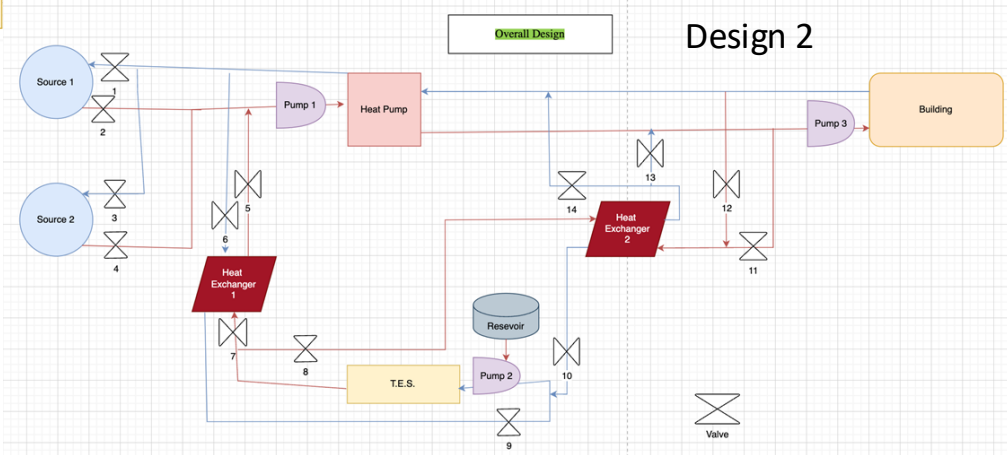 Overall Design
Design 2
Source 1
1
2
Pump 1
Heat Pump
Pump 3
Building
Source 2
3
4
5
6
13
14
12
11
Heat
Exchanger
2
Heat
Exchanger
1
7
8
Resevoir
T.E.S.
Pump 2
10
9
Valve